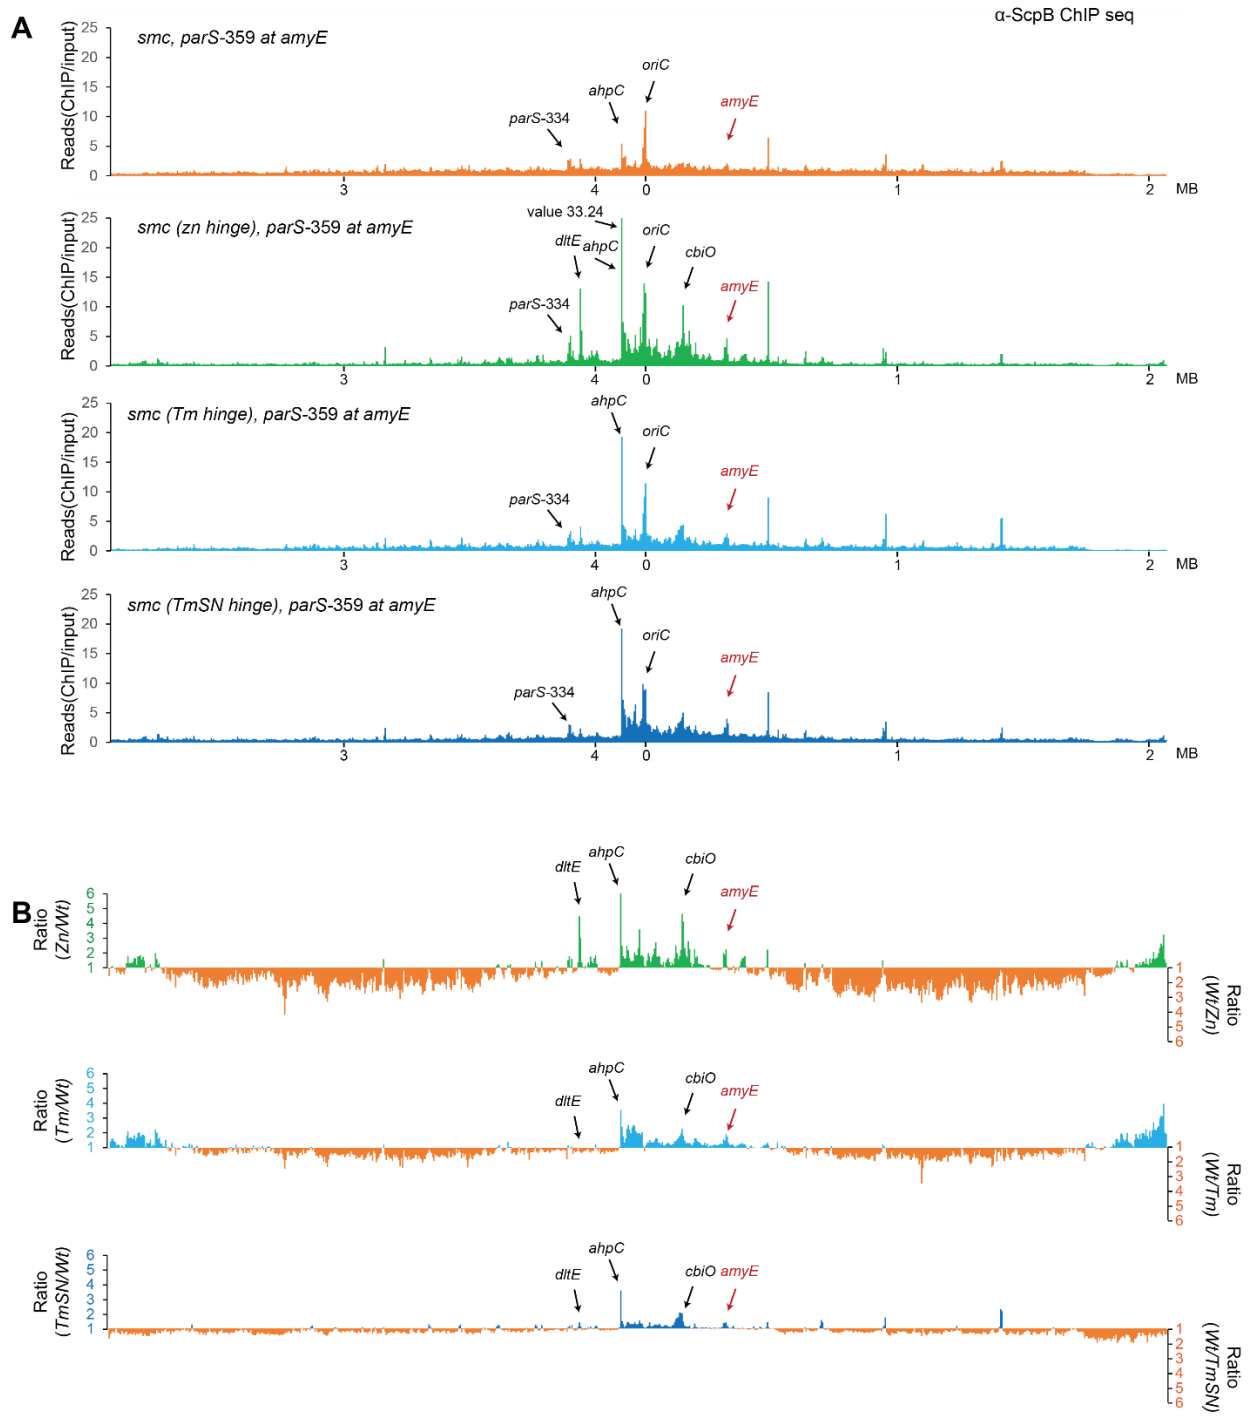 α-ScpB ChIP seq
A
smc, parS-359 at amyE
Reads(ChIP/input)
25
20
15
10
5
0
parS-334
ahpC
oriC
amyE
3
4
0
1
2
MB
smc (zn hinge), parS-359 at amyE
Reads(ChIP/input)
25
20
15
10
5
0
value 33.24
dltE
ahpC
oriC
cbiO
parS-334
amyE
3
4
0
1
2
MB
smc (Tm hinge), parS-359 at amyE
Reads(ChIP/input)
25
20
15
10
5
0
ahpC
oriC
amyE
parS-334
3
4
0
1
2
MB
smc (TmSN hinge), parS-359 at amyE
Reads(ChIP/input)
25
20
15
10
5
0
ahpC
oriC
amyE
parS-334
3
4
0
1
2
MB
B
Ratio
(Zn/Wt)
6
5
4
3
2
1
dltE
ahpC
cbiO
amyE
1
2
3
4
5
6
Ratio
(Wt/Zn)
Ratio
(Tm/Wt)
6
5
4
3
2
1
dltE
ahpC
cbiO
amyE
1
2
3
4
5
6
Ratio
(Wt/Tm)
Ratio
(TmSN/Wt)
6
5
4
3
2
1
dltE
ahpC
cbiO
amyE
1
2
3
4
5
6
Ratio
(Wt/TmSN)